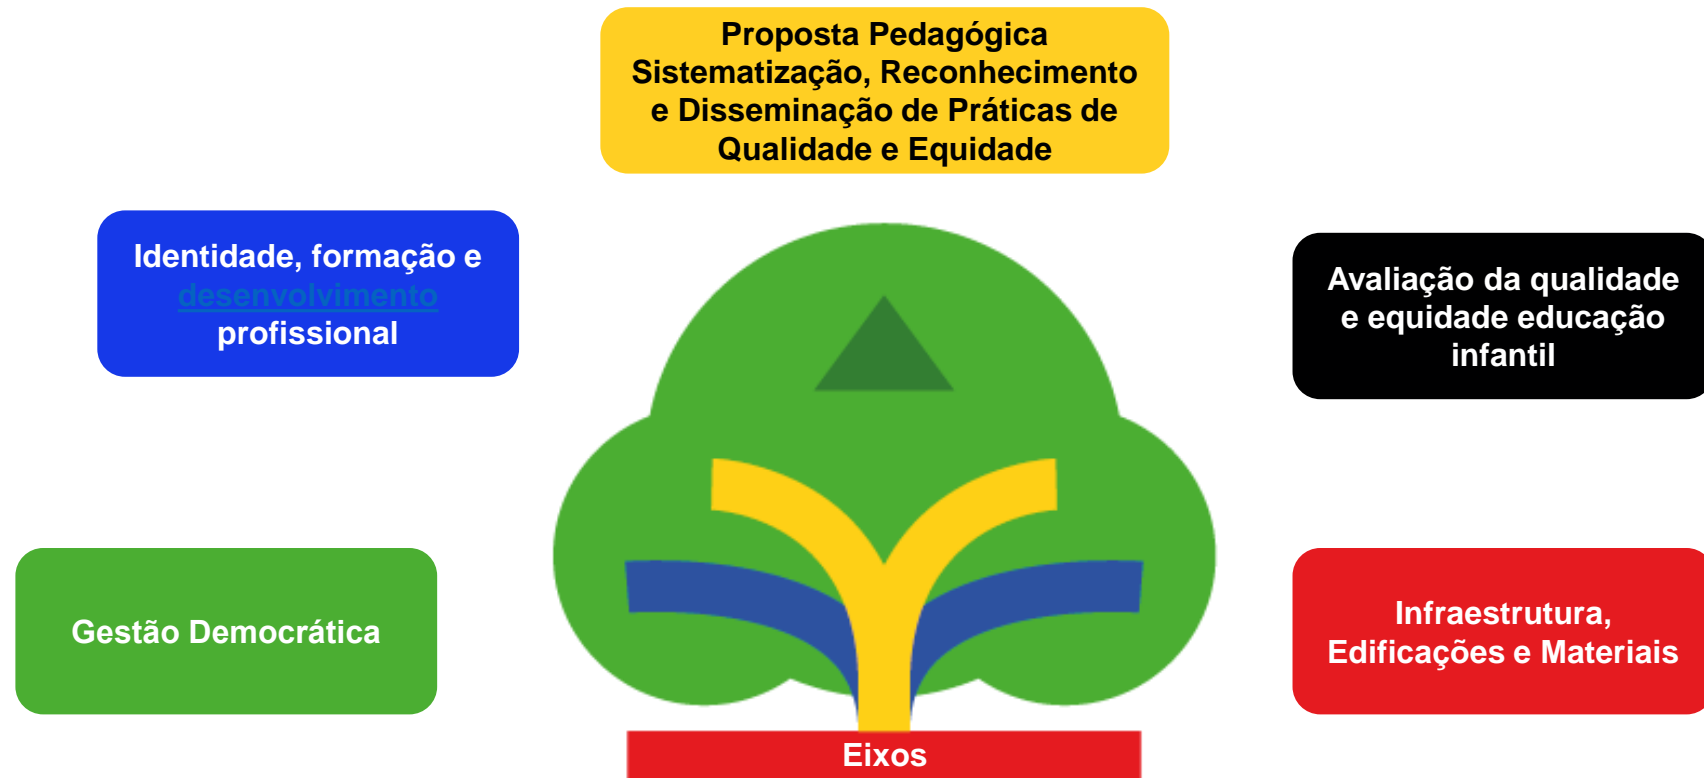 Proposta Pedagógica
Sistematização, Reconhecimento
e Disseminação de Práticas de
Qualidade e Equidade
Identidade, formação e
desenvolvimento
profissional
Avaliação da qualidade
e equidade educação
infantil
Gestão Democrática
Infraestrutura,
Edificações e Materiais
Eixos